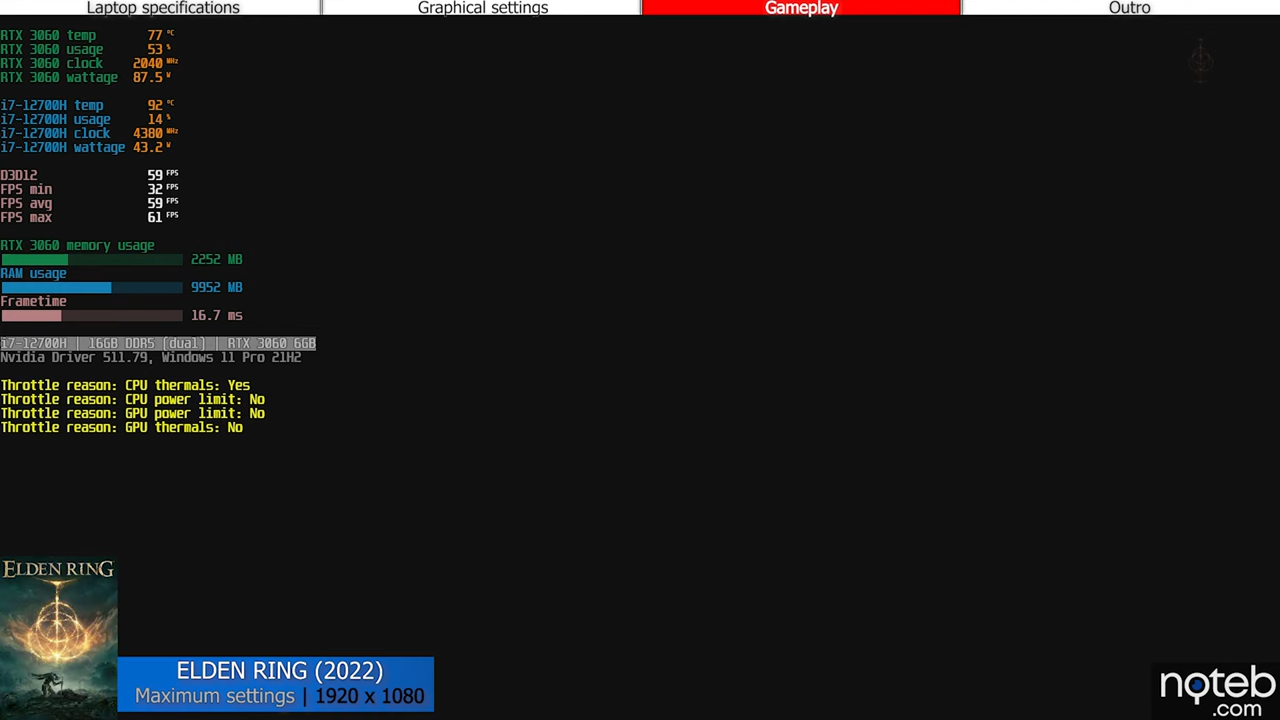 Laptop specifications
Graphical settings
Gameplay
Outro
RTX 3060 temp 77 °C
RTX 3060 usage 53 %
RTX 3060 clock 2040 MHz
RTX 3060 wattage 87.5 W
i7-12700H temp 92 °C
i7-12700H usage 14 %
i7-12700H clock 4380 MHz
i7-12700H wattage 43.2 W
D3D12 59 FPS
FPS min 32 FPS
FPS avg 59 FPS
FPS max 61 FPS
RTX 3060 memory usage
2252 MB
RAM usage
9952 MB
Frametime
16.7 ms
i7-12700H | 16GB DDR5 (dual) | RTX 3060 6GB
Nvidia Driver 511.79, Windows 11 Pro 21H2
Throttle reason: CPU thermals: Yes
Throttle reason: CPU power limit: No
Throttle reason: GPU power limit: No
Throttle reason: GPU thermals: No
ELDEN RING
ELDEN RING (2022)
Maximum settings | 1920 x 1080
noteb
.com